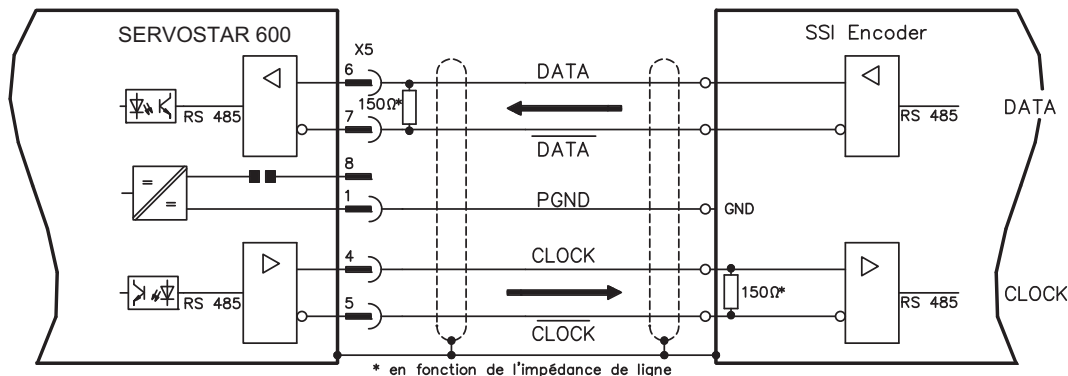 SERVOSTAR 600
X5
SSI Encoder
6
DATA
150Ω*
RS 485
RS 485
DATA
7
DATA
8
=
=
1
PGND
GND
4
CLOCK
150Ω*
RS 485
RS 485
CLOCK
5
CLOCK
* en fonction de l'impédance de ligne